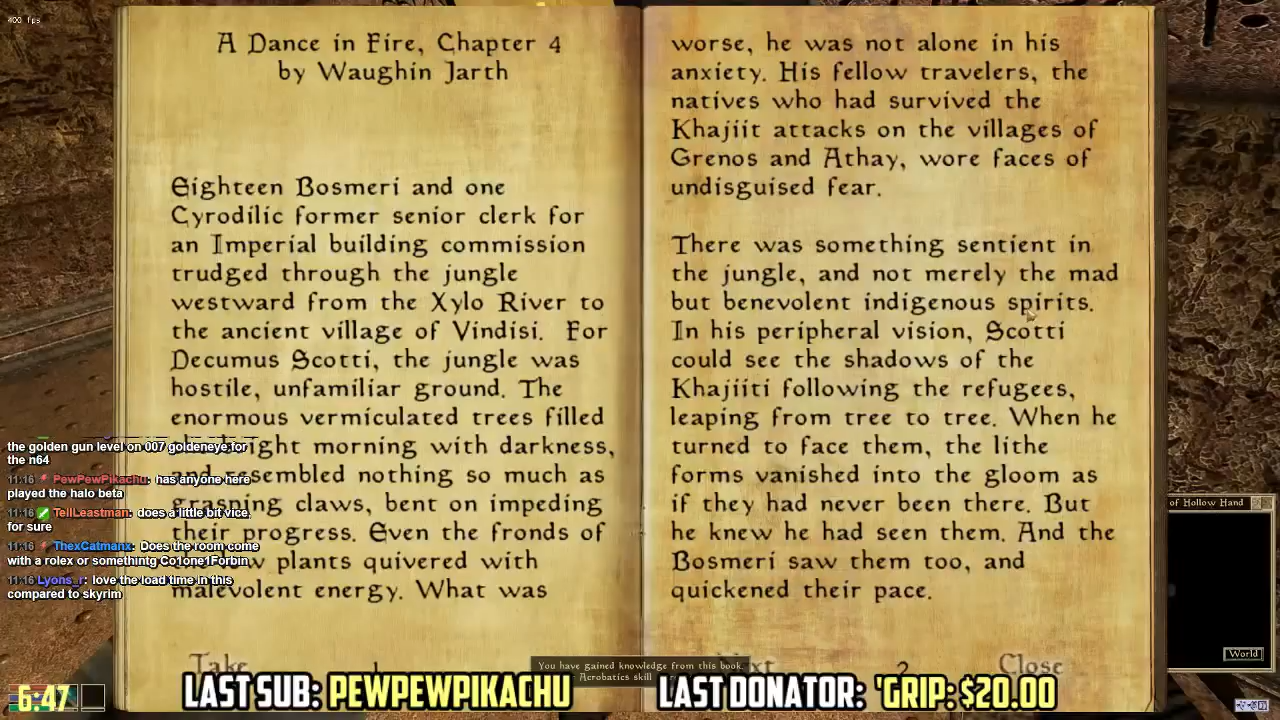 400 fps
A Dance in Fire, Chapter 4
by Waughin Jarth
Eighteen Bosmeri and one
Cyrodilic former senior clerk for
an Imperial building commission
trudged through the jungle
westward from the Xylo River to
the ancient village of Vindisi. For
Decumus Scotti, the jungle was
hostile, unfamiliar ground. The
enormous vermiculated trees filled
right morning with darkness,
and resembled nothing so much as
grasping claws, bent on impeding
their progress. Even the fronds of
plants quivered with
malevolent energy. What was
worse, he was not alone in his
anxiety. His fellow travelers, the
natives who had survived the
Khajiit attacks on the villages of
Grenos and Athay, wore faces of
undisguised fear.
There was something sentient in
the jungle, and not merely the mad
but benevolent indigenous spirits.
In his peripheral vision, Scotti
could see the shadows of the
Khajiiti following the refugees,
leaping from tree to tree. When he
turned to face them, the lithe
forms vanished into the gloom as
if they had never been there. But
he knew he had seen them. And the
Bosmeri saw them too, and
quickened their pace.
the golden gun level on 007 goldeneye for
the n64
11:16 PewPewPikachu: has anyone here
played the halo beta
11:16 TellLeastman: does a little bit vice
for sure
11:16 ThexCatmanx: Does the room come
with a rolex or something Co1one1Forbin
11:16 Lyons_r: love the load time in this
compared to skyrim
of Hollow Hand
World
Take
1
2
Close
You have gained knowledge from this book.
Acrobatics skill
6:47
LAST SUB: PEWPEWPIKACHU
LAST DONATOR: 'GRIP: $20.00